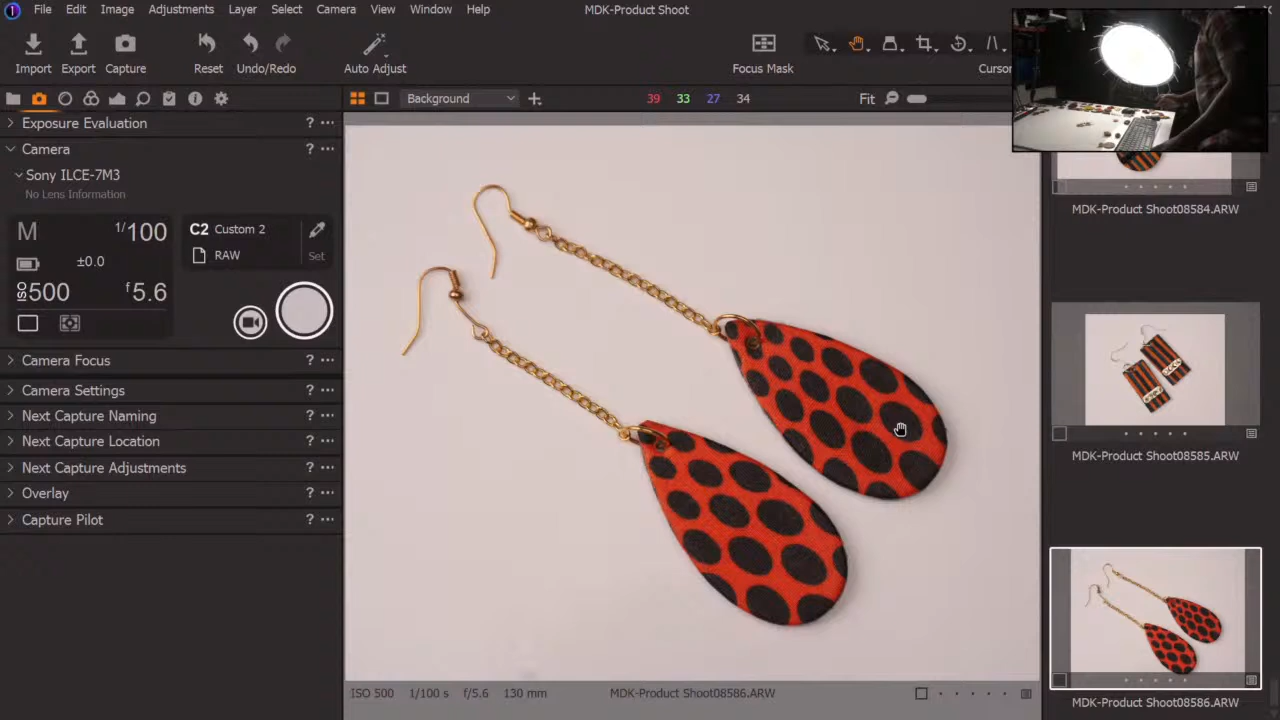 File Edit Image Adjustments Layer Select Camera View Window Help MDK-Product Shoot
Import Export Capture Reset Undo/Redo Auto Adjust Focus Mask Cursor
Background 39 33 27 34 Fit
Exposure Evaluation ? ...
Camera ? ...
Sony ILCE-7M3
No Lens Information
M 1/100 C2 Custom 2
±0.0 RAW Set
ISO 500 f 5.6
Camera Focus ? ...
Camera Settings ? ...
Next Capture Naming ? ...
Next Capture Location ? ...
Next Capture Adjustments ? ...
Overlay ? ...
Capture Pilot ? ...
ISO 500 1/100 s f/5.6 130 mm MDK-Product Shoot08586.ARW
MDK-Product Shoot08584.ARW
MDK-Product Shoot08585.ARW
MDK-Product Shoot08586.ARW